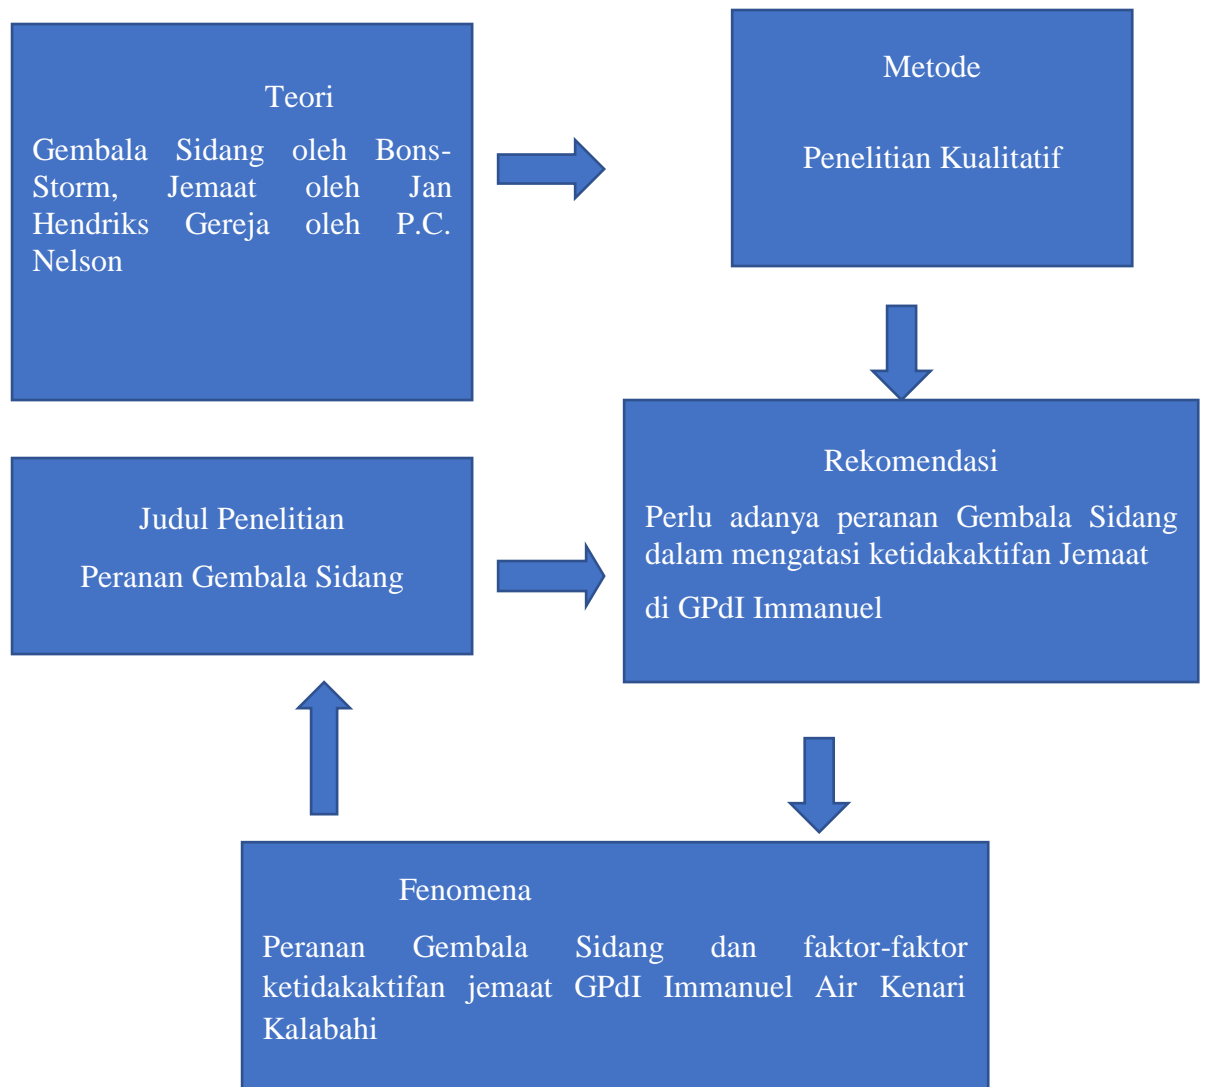 Teori
Gembala Sidang oleh Bons-
Storm, Jemaat oleh Jan
Hendriks Gereja oleh P.C.
Nelson
Metode
Penelitian Kualitatif
Judul Penelitian
Peranan Gembala Sidang
Rekomendasi
Perlu adanya peranan Gembala Sidang
dalam mengatasi ketidakaktifan Jemaat
di GPdI Immanuel
Fenomena
Peranan Gembala Sidang dan faktor-faktor
ketidakaktifan jemaat GPdI Immanuel Air Kenari
Kalabahi